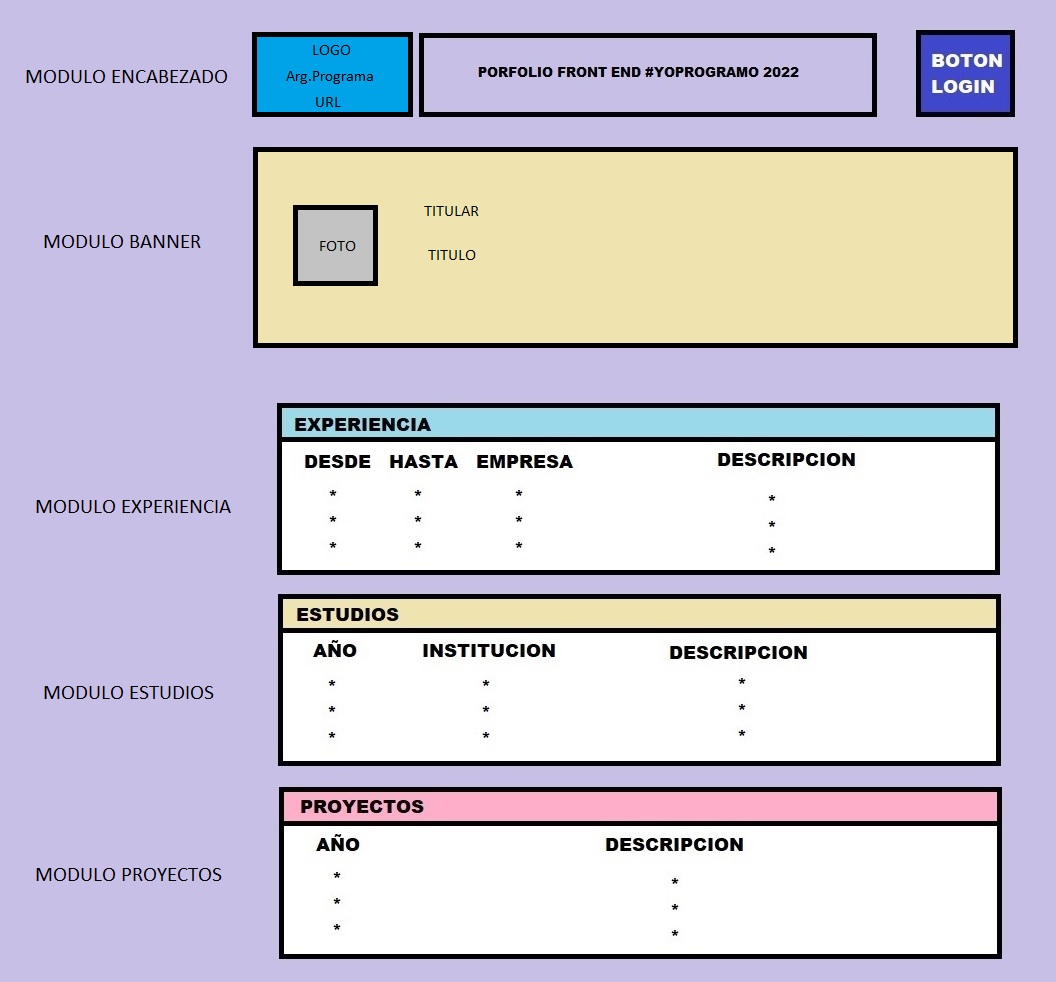 MODULO ENCABEZADO
LOGO
Arg.Programa
URL
PORFOLIO FRONT END #YOPROGRAMO 2022
BOTON
LOGIN
MODULO BANNER
FOTO
TITULAR
TITULO
MODULO EXPERIENCIA
EXPERIENCIA
DESDE HASTA EMPRESA DESCRIPCION
* * * *
* * * *
* * * *
MODULO ESTUDIOS
ESTUDIOS
AÑO INSTITUCION DESCRIPCION
* * *
* * *
* * *
MODULO PROYECTOS
PROYECTOS
AÑO DESCRIPCION
* *
* *
* *